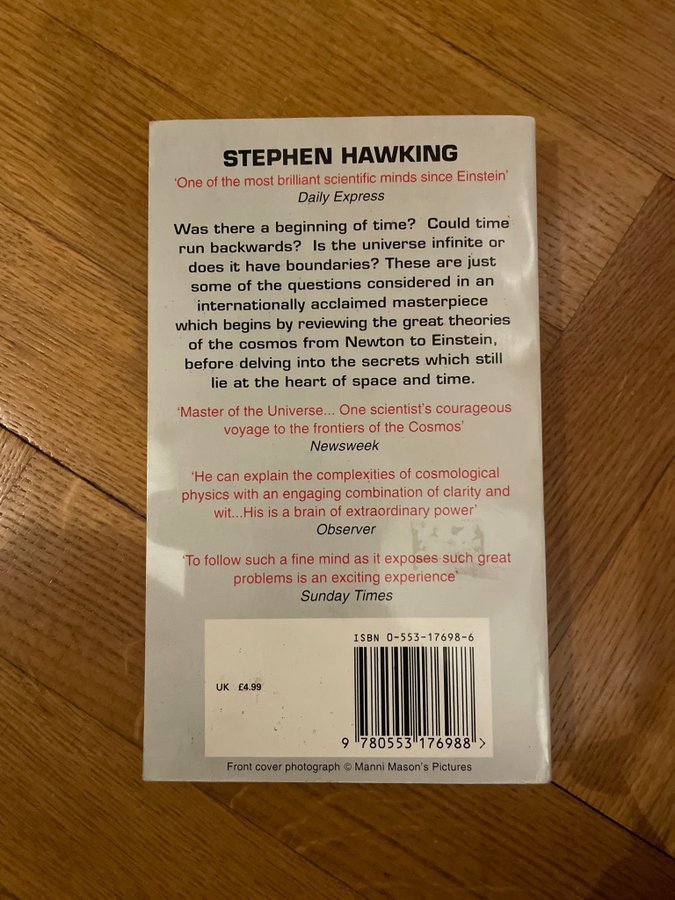 STEPHEN HAWKING
'One of the most brilliant scientific minds since Einstein'
Daily Express
Was there a beginning of time? Could time
run backwards? Is the universe infinite or
does it have boundaries? These are just
some of the questions considered in an
internationally acclaimed masterpiece
which begins by reviewing the great theories
of the cosmos from Newton to Einstein,
before delving into the secrets which still
lie at the heart of space and time.
'Master of the Universe... One scientist's courageous
voyage to the frontiers of the Cosmos'
Newsweek
'He can explain the complexities of cosmological
physics with an engaging combination of clarity and
wit...His is a brain of extraordinary power'
Observer
'To follow such a fine mind as it exposes such great
problems is an exciting experience'
Sunday Times
ISBN 0-553-17698-6
UK £4.99
9 780553 176988 >
Front cover photograph © Manni Mason's Pictures